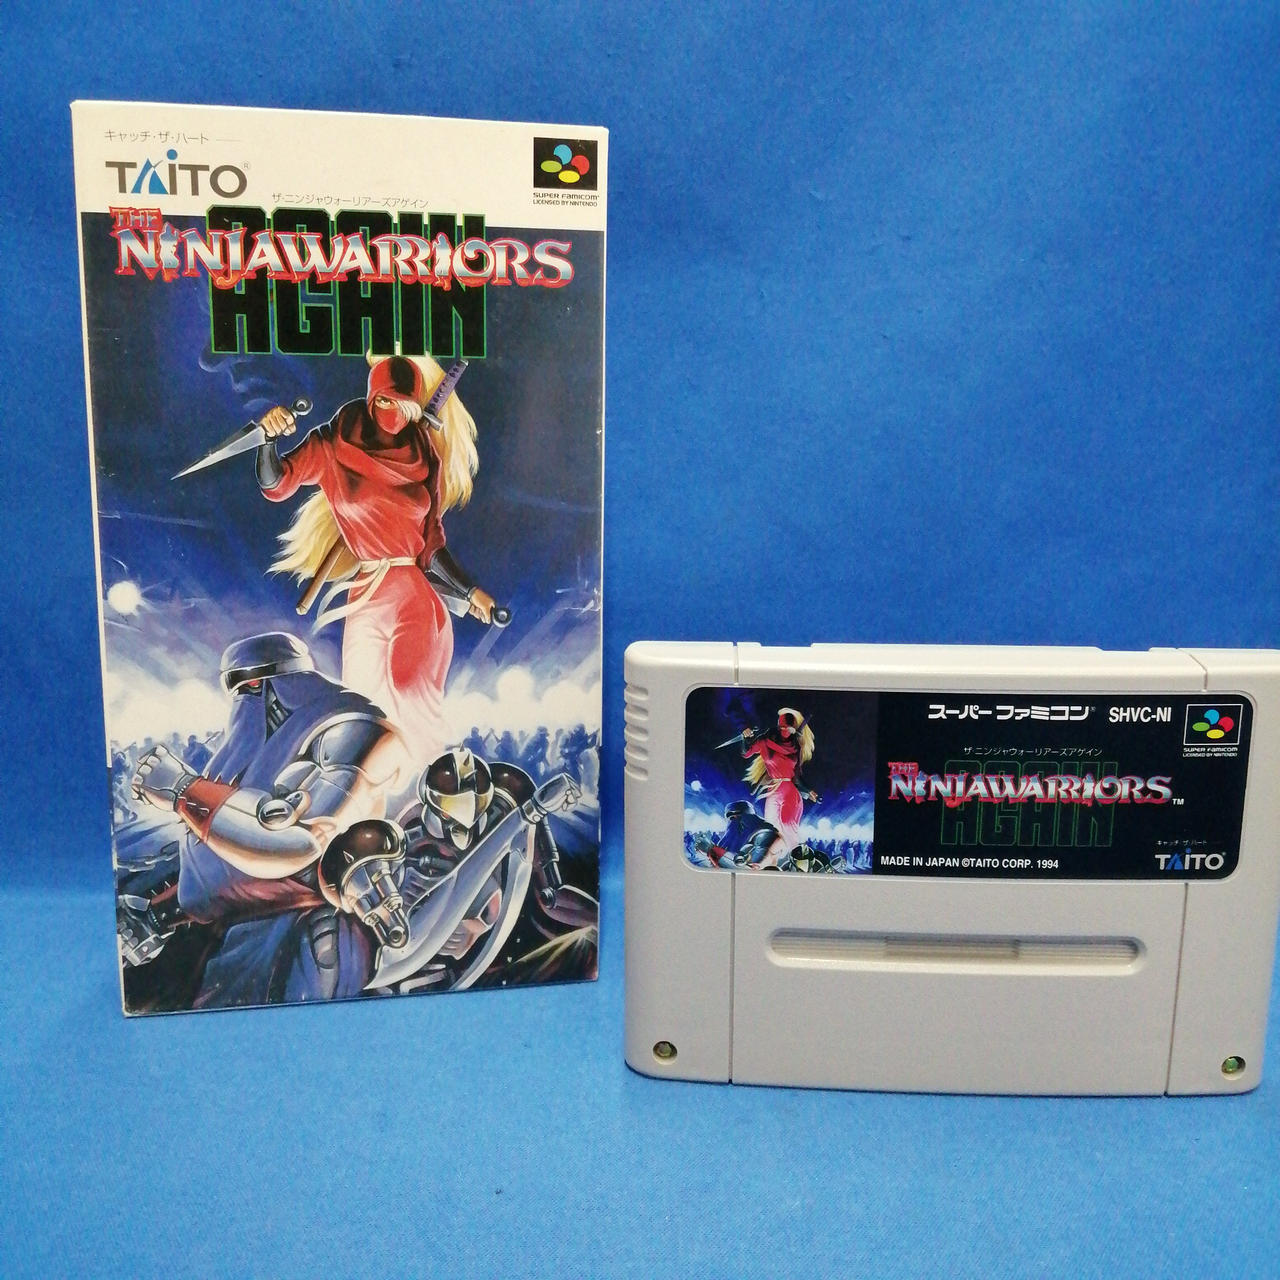 キャッチ・ザ・ハート
TAITO®
SUPER FAMICOM®
LICENSED BY NINTENDO
ザ・ニンジャウォーリアーズアゲイン
THE
NINJAWARRIORS
AGAIN
スーパーファミコン® SHVC-NI
SUPER FAMICOM
LICENSED BY NINTENDO
ザ・ニンジャウォーリアーズアゲイン
THE
NINJAWARRIORS™
AGAIN
キャッチ ザ ハート
TAITO
MADE IN JAPAN ©TAITO CORP. 1994